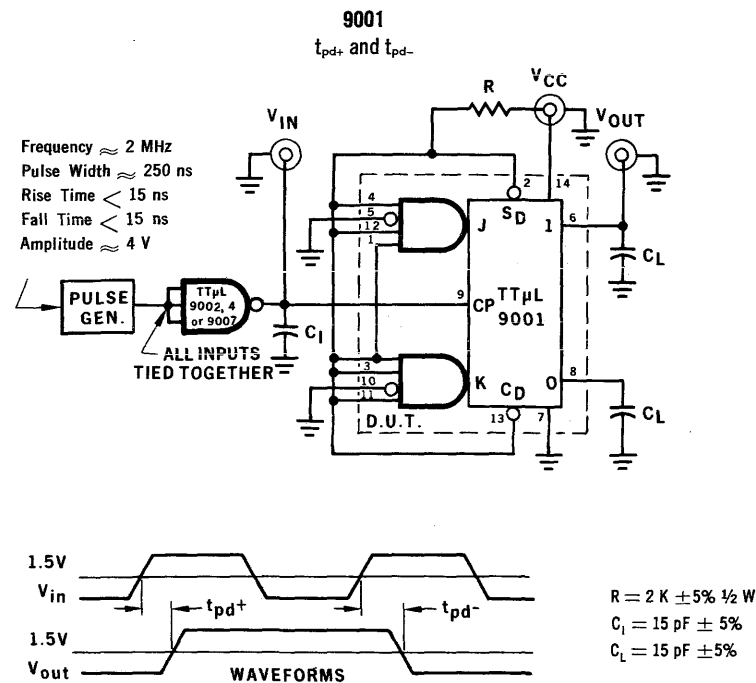 9001
tpd+ and tpd–
VCC
R
VOUT
VIN
Frequency ≈ 2 MHz
Pulse Width ≈ 250 ns
Rise Time < 15 ns
Fall Time < 15 ns
Amplitude ≈ 4 V
2
14
4
5
12
1
J
SD
1
6
CL
PULSE
GEN.
TTμL
9002, 4
or 9007
9
CP
TTμL
9001
CI
ALL INPUTS
TIED TOGETHER
3
10
11
K
CD
0
8
CL
D.U.T.
13
7
1.5V
Vin
tpd+
tpd–
1.5V
Vout
WAVEFORMS
R = 2 K ±5% ½ W
CI = 15 pF ± 5%
CL = 15 pF ±5%